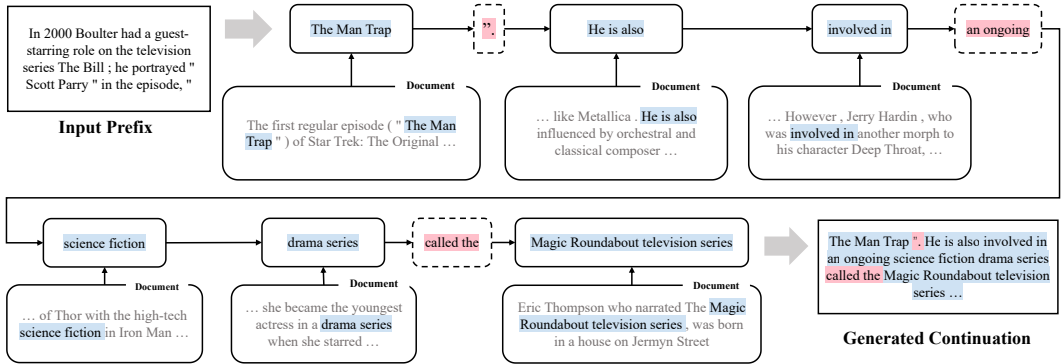 In 2000 Boulter had a guest-
starring role on the television
series The Bill ; he portrayed "
Scott Parry " in the episode, "
Input Prefix
The Man Trap
”.
He is also
involved in
an ongoing
Document
The first regular episode ( " The Man
Trap " ) of Star Trek: The Original …
Document
… like Metallica . He is also
influenced by orchestral and
classical composer …
Document
… However , Jerry Hardin , who
was involved in another morph to
his character Deep Throat, …
science fiction
drama series
called the
Magic Roundabout television series
Document
… of Thor with the high-tech
science fiction in Iron Man …
Document
… she became the youngest
actress in a drama series
when she starred …
Document
Eric Thompson who narrated The Magic
Roundabout television series , was born
in a house on Jermyn Street
The Man Trap ". He is also involved in
an ongoing science fiction drama series
called the Magic Roundabout television
series …
Generated Continuation